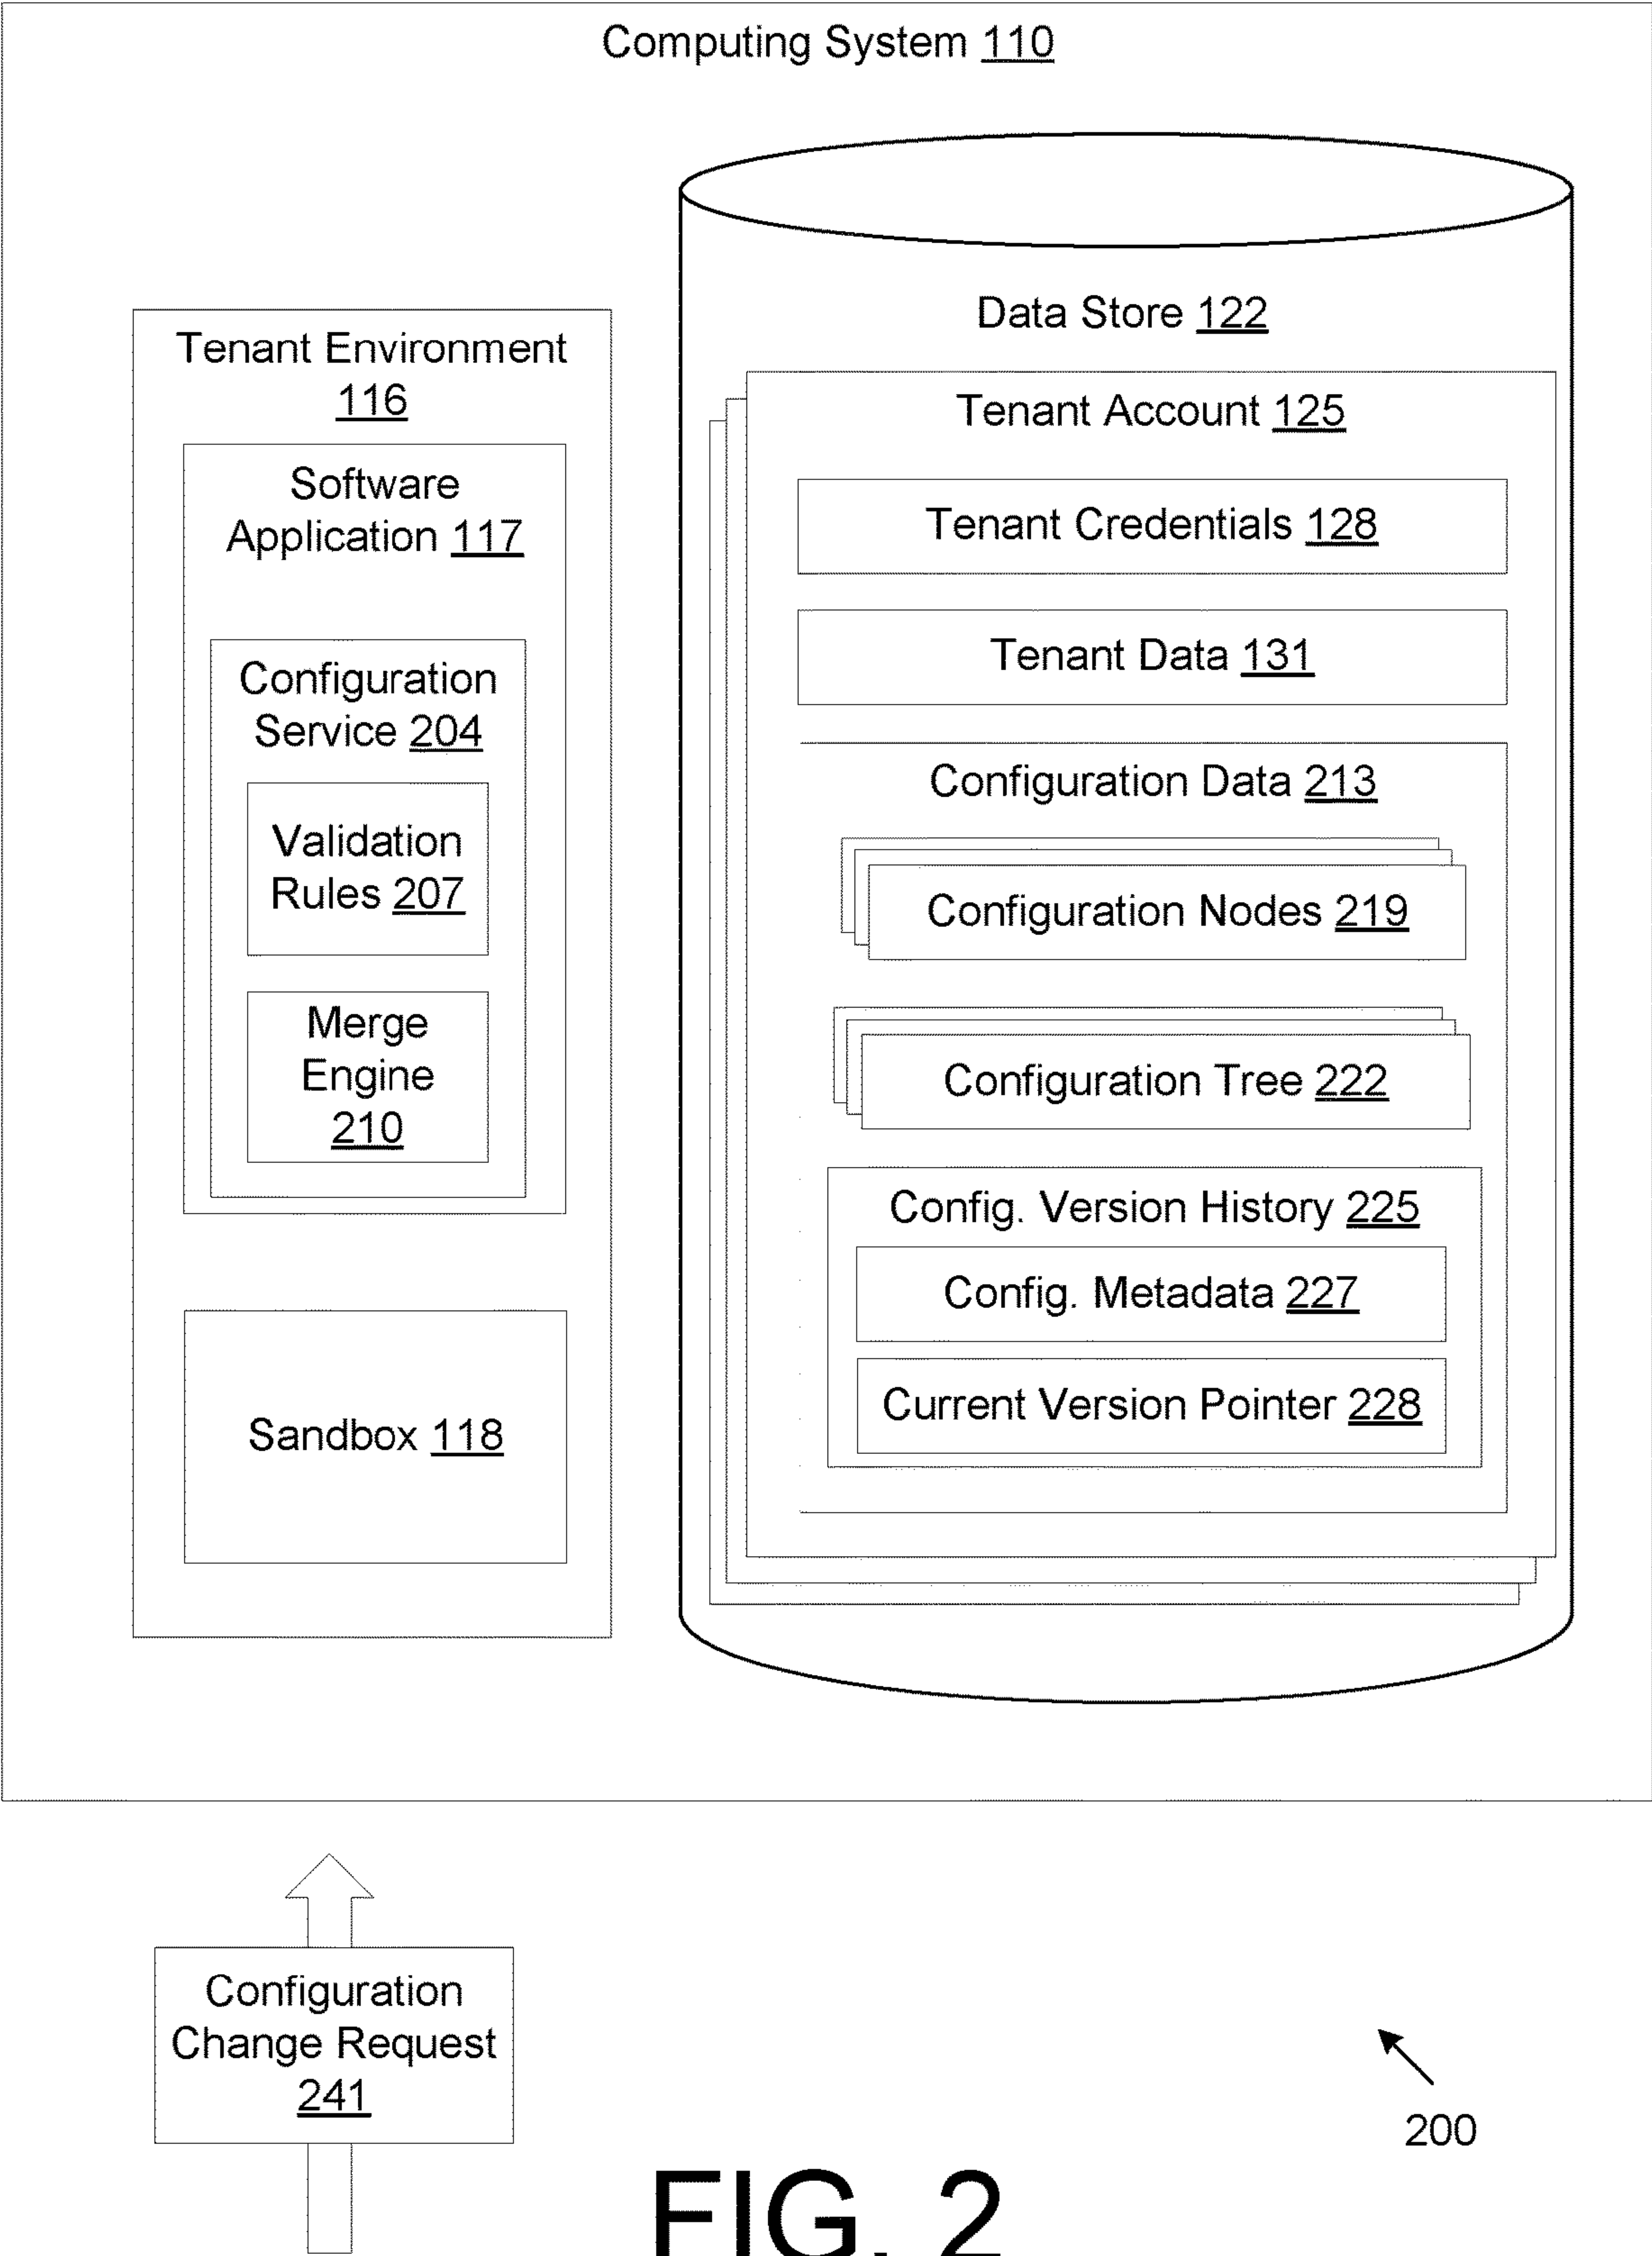 Computing System 110
Tenant Environment
116
Software
Application 117
Configuration
Service 204
Validation
Rules 207
Merge
Engine
210
Sandbox 118
Data Store 122
Tenant Account 125
Tenant Credentials 128
Tenant Data 131
Configuration Data 213
Configuration Nodes 219
Configuration Tree 222
Config. Version History 225
Config. Metadata 227
Current Version Pointer 228
Configuration
Change Request
241
200
FIG. 2